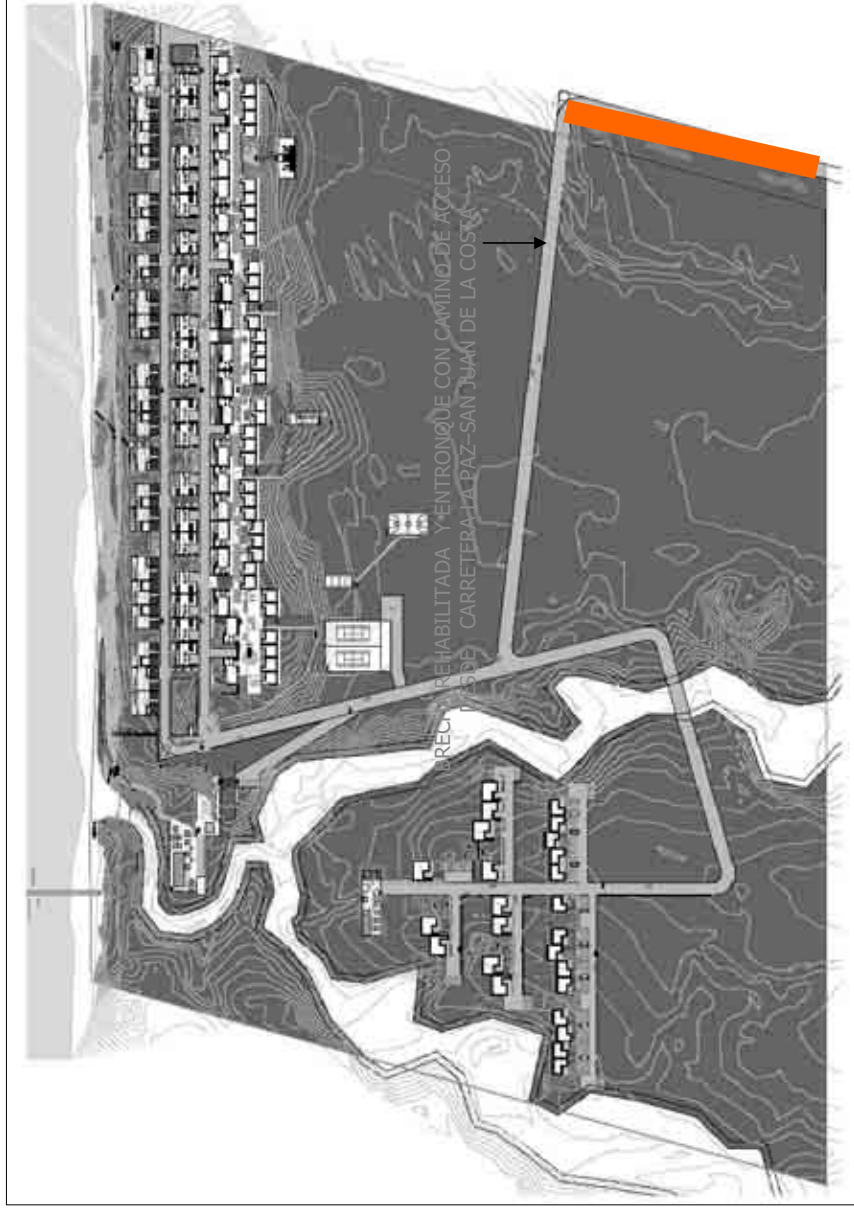 BRECHA REHABILITADA Y ENTRONQUE CON CAMINO DE ACCESO
DESDE CARRETERA LA PAZ-SAN JUAN DE LA COSTA